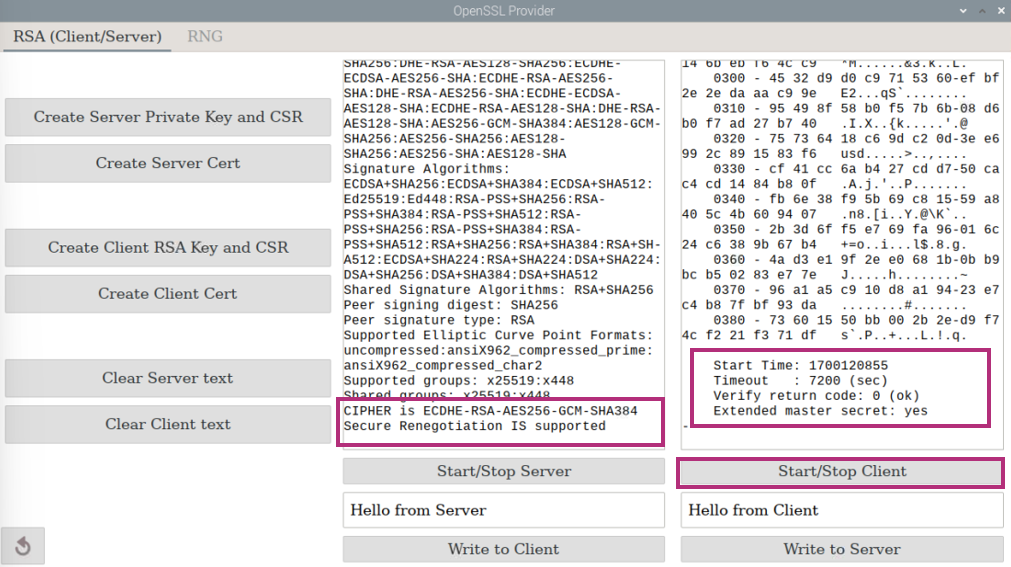 OpenSSL Provider
RSA (Client/Server)
RNG
Create Server Private Key and CSR
Create Server Cert
Create Client RSA Key and CSR
Create Client Cert
Clear Server text
Clear Client text
SHA256:DHE-RSA-AES128-SHA256:ECDHE-
ECDSA-AES256-SHA:ECDHE-RSA-AES256-
SHA:DHE-RSA-AES256-SHA:ECDHE-ECDSA-
AES128-SHA:ECDHE-RSA-AES128-SHA:DHE-RSA-
AES128-SHA:AES256-GCM-SHA384:AES128-GCM-
SHA256:AES256-SHA256:AES128-
SHA256:AES256-SHA:AES128-SHA
Signature Algorithms:
ECDSA+SHA256:ECDSA+SHA384:ECDSA+SHA512:
Ed25519:Ed448:RSA-PSS+SHA256:RSA-
PSS+SHA384:RSA-PSS+SHA512:RSA-
PSS+SHA256:RSA-PSS+SHA384:RSA-
PSS+SHA512:RSA+SHA256:RSA+SHA384:RSA+SH-
A512:ECDSA+SHA224:RSA+SHA224:DSA+SHA224:
DSA+SHA256:DSA+SHA384:DSA+SHA512
Shared Signature Algorithms: RSA+SHA256
Peer signing digest: SHA256
Peer signature type: RSA
Supported Elliptic Curve Point Formats:
uncompressed:ansiX962_compressed_prime:
ansiX962_compressed_char2
Supported groups: x25519:x448
Shared groups: x25519:x448
CIPHER is ECDHE-RSA-AES256-GCM-SHA384
Secure Renegotiation IS supported
Start/Stop Server
Hello from Server
Write to Client
14 6b eb f6 4c c9 *M......&3.k..L.
0300 - 45 32 d9 d0 c9 71 53 60-ef bf
2e 2e da aa c9 9e E2...qS`........
0310 - 95 49 8f 58 b0 f5 7b 6b-08 d6
b0 f7 ad 27 b7 40 .I.X..{k.....'.@
0320 - 75 73 64 18 c6 9d c2 0d-3e e6
99 2c 89 15 83 f6 usd.....>..,....
0330 - cf 41 cc 6a b4 27 cd d7-50 ca
c4 cd 14 84 b8 0f .A.j.'..P.......
0340 - fb 6e 38 f9 5b 69 c8 15-59 a8
40 5c 4b 60 94 07 .n8.[i..Y.@\K`..
0350 - 2b 3d 6f f5 e7 69 fa 96-01 6c
24 c6 38 9b 67 b4 +=o..i...l$.8.g.
0360 - 4a d3 e1 9f 2e e0 68 1b-0b b9
bc b5 02 83 e7 7e J.....h........~
0370 - 96 a1 a5 c9 10 d8 a1 94-23 e7
c4 b8 7f bf 93 da ........#.......
0380 - 73 60 15 50 bb 00 2b 2e-d9 f7
4c f2 21 f3 71 df s`.P..+...L.!.q.
Start Time: 1700120855
Timeout : 7200 (sec)
Verify return code: 0 (ok)
Extended master secret: yes
-
Start/Stop Client
Hello from Client
Write to Server